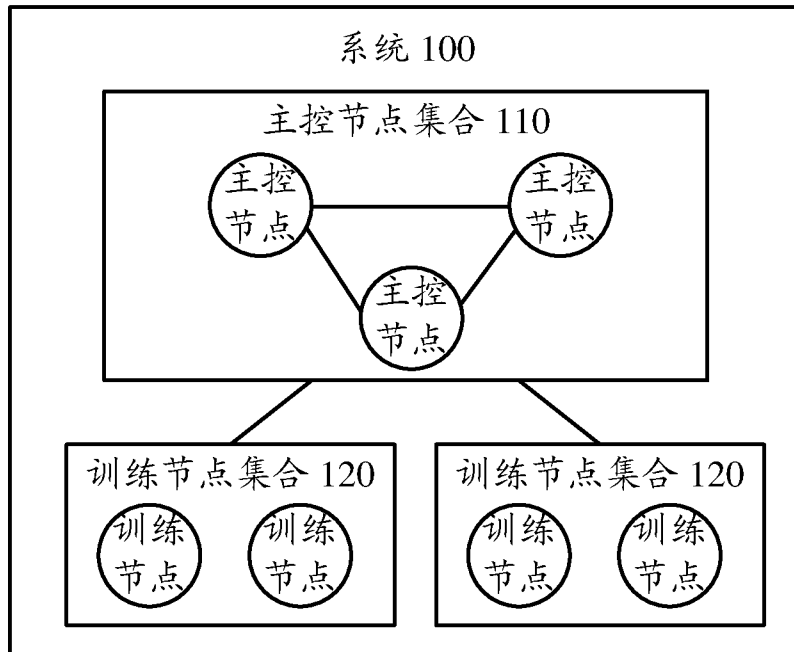 系统 100
主控节点集合 110
主控
节点
主控
节点
主控
节点
训练节点集合 120
训练
节点
训练
节点
训练节点集合 120
训练
节点
训练
节点